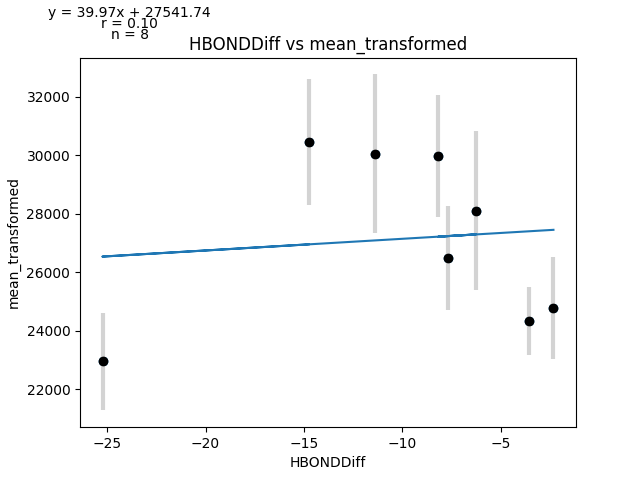 y = 39.97x + 27541.74
r = 0.10
n = 8
HBONDDiff vs mean_transformed
mean_transformed
32000
30000
28000
26000
24000
22000
−25
−20
−15
−10
−5
HBONDDiff